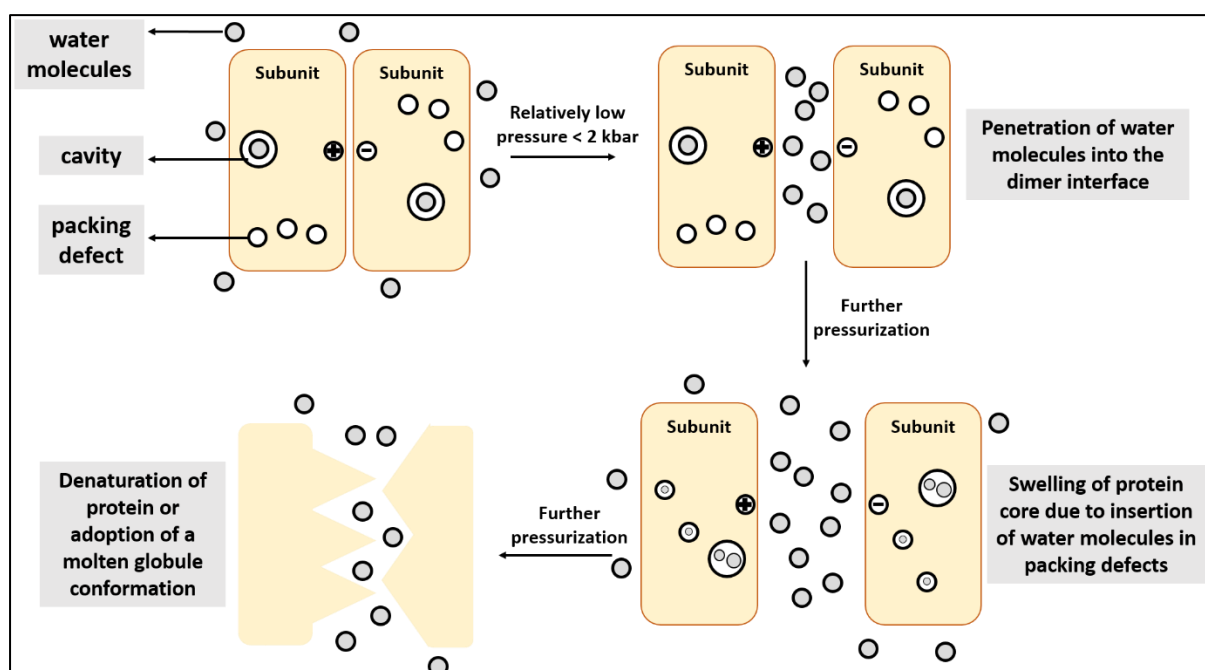 water
molecules
cavity
packing
defect
Subunit
+
Subunit
-
Relatively low
pressure < 2 kbar
Subunit
+
Subunit
-
Penetration of water
molecules into the
dimer interface
Further
pressurization
Subunit
+
Subunit
-
Swelling of protein
core due to insertion
of water molecules in
packing defects
Further
pressurization
Denaturation of
protein or
adoption of a
molten globule
conformation